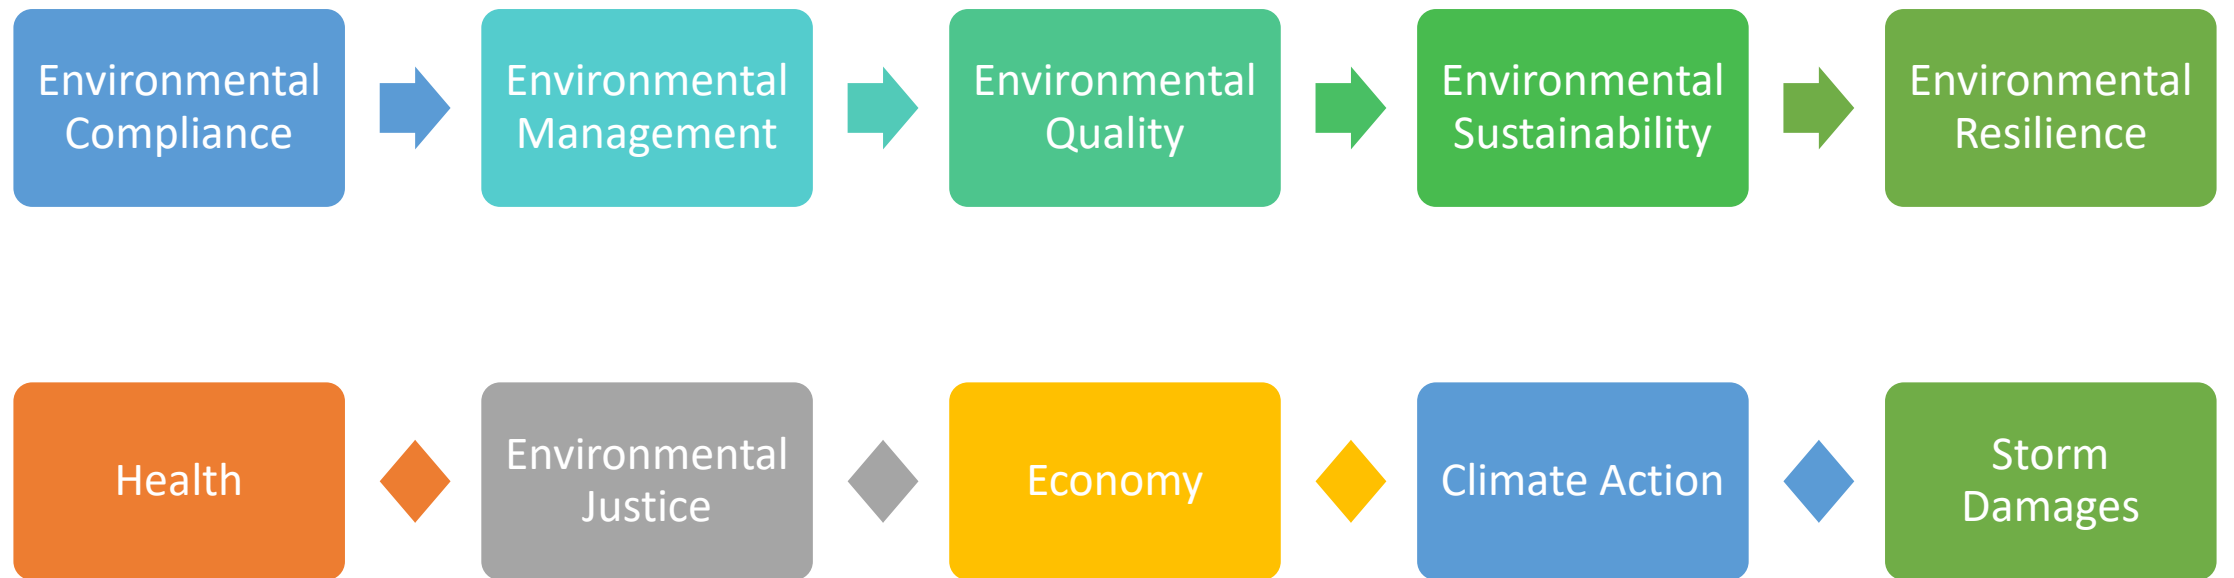 Environmental
Compliance
Environmental
Management
Environmental
Quality
Environmental
Sustainability
Environmental
Resilience
Health
Environmental
Justice
Economy
Climate Action
Storm
Damages